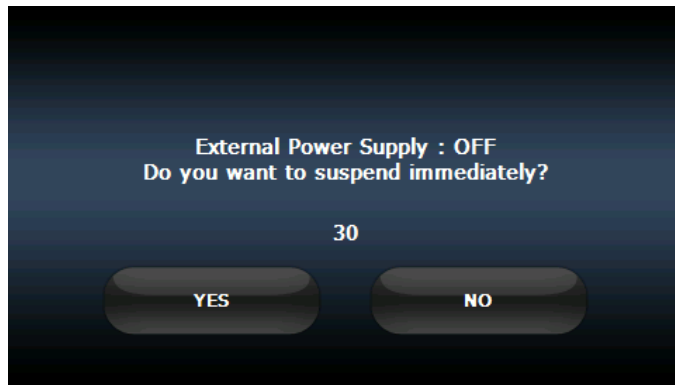 External Power Supply : OFF
Do you want to suspend immediately?
30
YES
NO